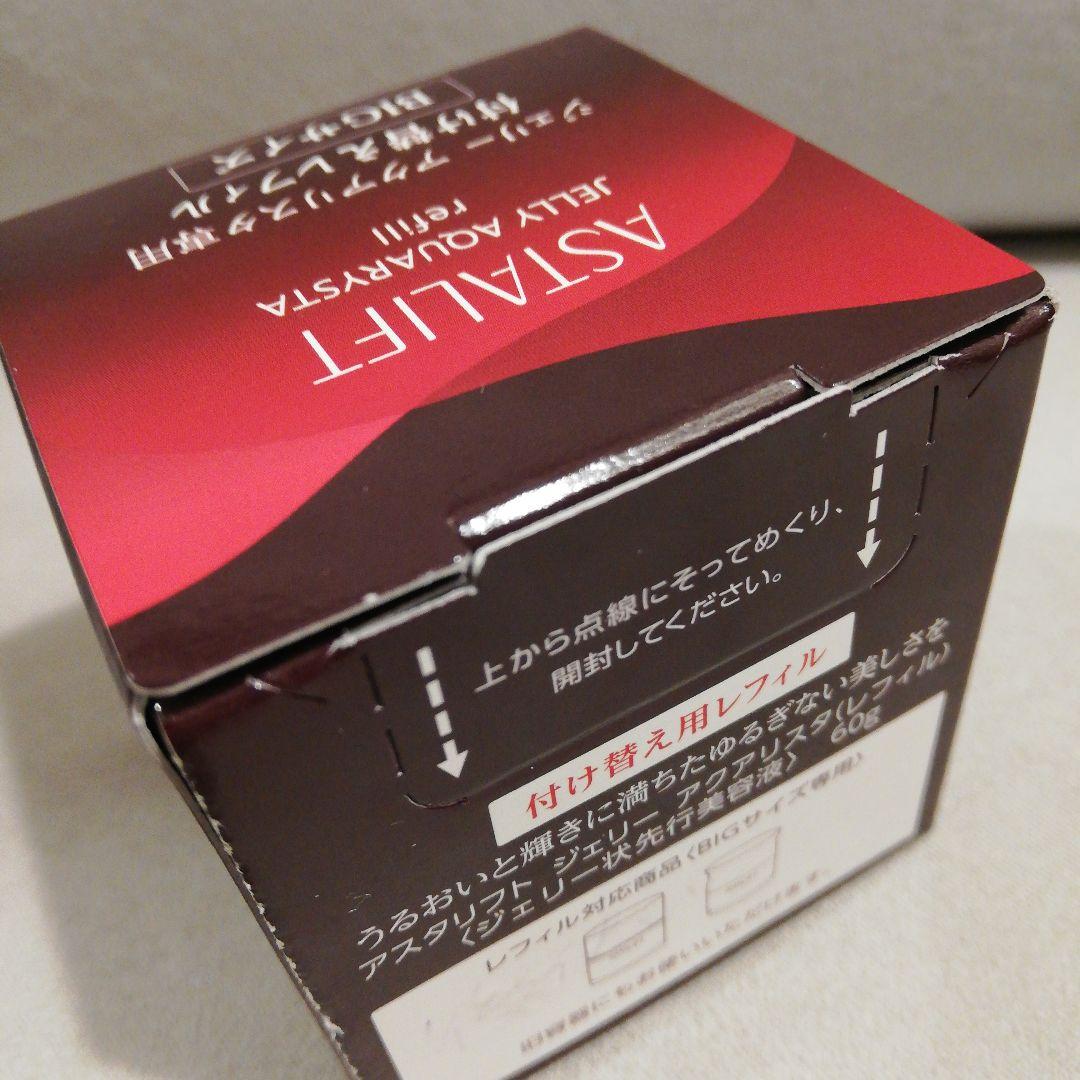 ASTALIFT
JELLY AQUARYSTA
refill
ジェリー アクアリスタ専用
付け替えレフィル
BIGサイズ
上から点線にそってめくり、
開封してください。
付け替え用レフィル
うるおいと輝きに満ちたゆるぎない美しさを
アスタリフト ジェリー アクアリスタ(レフィル)
〈ジェリー状先行美容液〉 60g
レフィル対応商品〈BIGサイズ専用〉